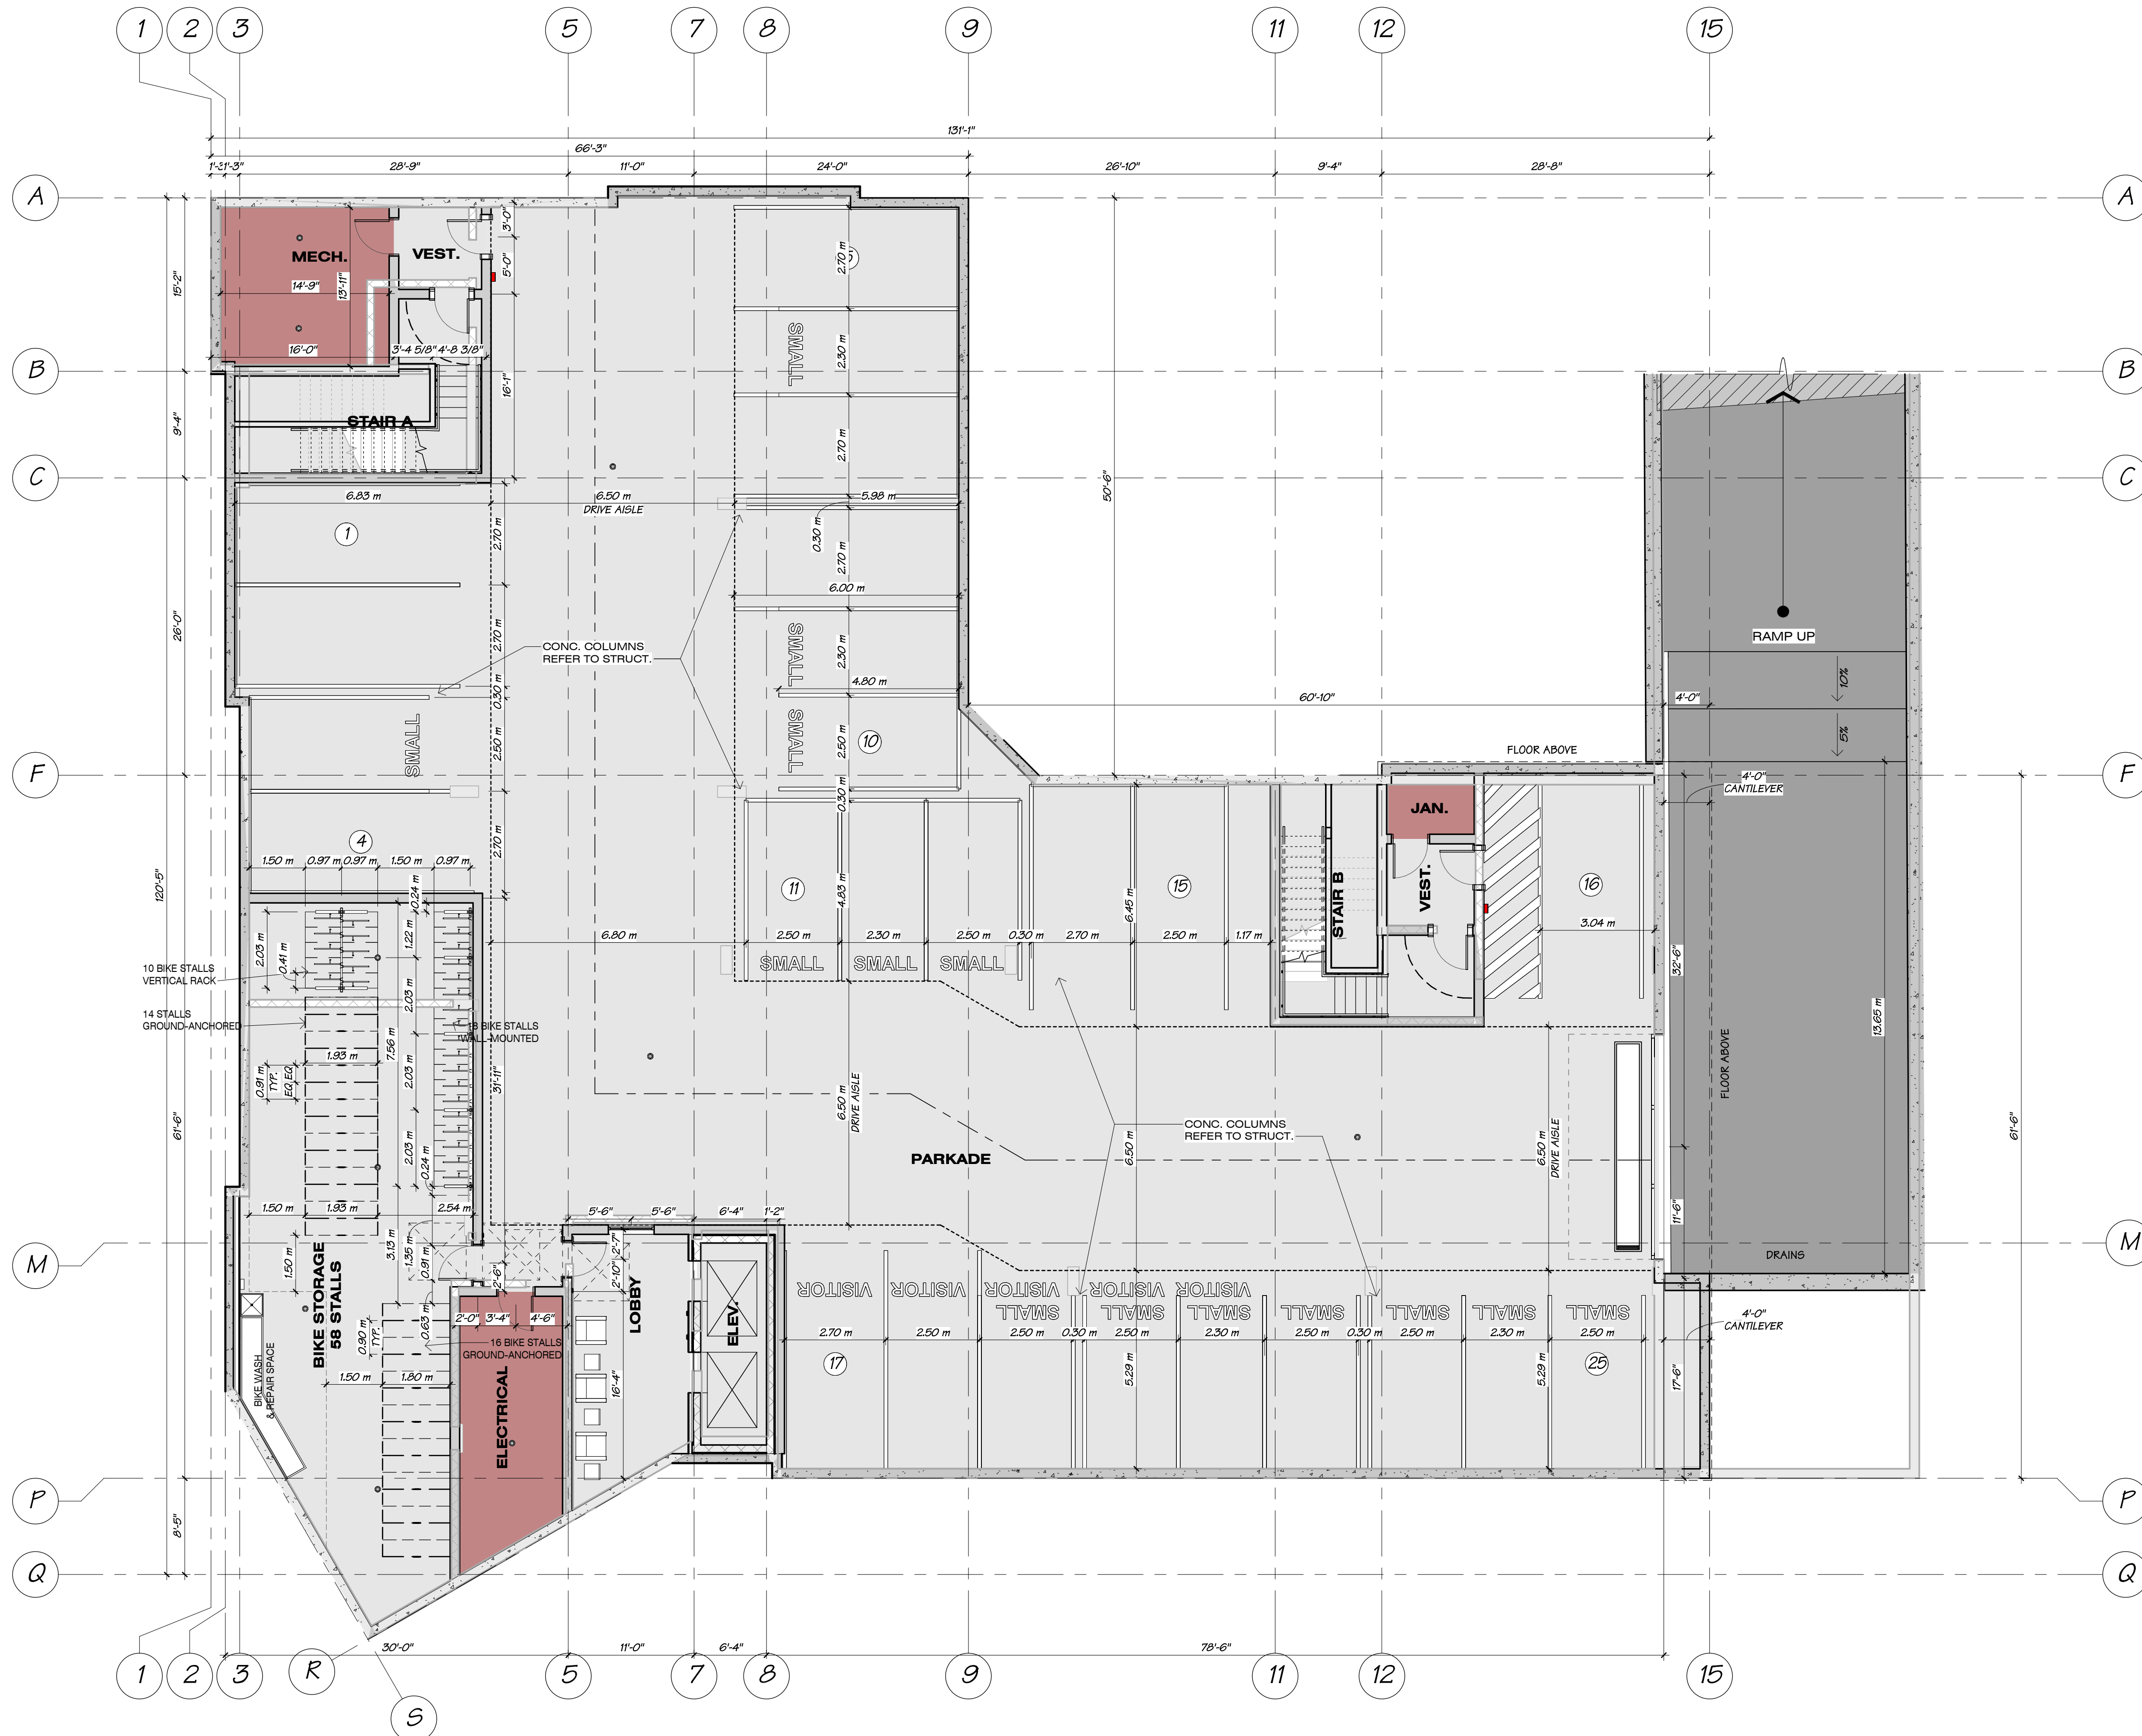 1 2 3 5 7 8 9 11 12 15
131'-1"
66'-3"
1'-3" 28'-9" 11'-0" 24'-0" 26'-10" 9'-4" 28'-8"
A A
3'-0"
MECH. VEST.
2.70 m
5'-0"
15'-2"
14'-9" 13'-11"
16'-0" 3'-4 5/8" 4'-8 3/8"
SMALL
2.30 m
B B
16'-1"
9'-4"
STAIR A
2.70 m
C C
50'-6"
6.83 m 6.50 m 5.98 m
DRIVE AISLE
1
2.70 m
0.30 m
2.70 m
6.00 m
RAMP UP
26'-0"
2.70 m
CONC. COLUMNS
REFER TO STRUCT.
SMALL
2.30 m
4.80 m
10%
0.30 m
60'-10" 4'-0"
SMALL
2.50 m
SMALL
2.50 m
10
5%
FLOOR ABOVE
F F
4'-0"
CANTILEVER
0.30 m
JAN.
4
2.70 m
1.50 m 0.97 m 0.97 m 1.50 m 0.97 m
11
4.83 m
15
16
0.24 m
6.45 m
STAIR B
VEST.
120'-5"
3.04 m
2.03 m
1.22 m
6.80 m 2.50 m 2.30 m 2.50 m 0.30 m 2.70 m 2.50 m 1.17 m
SMALL SMALL SMALL
32'-6"
0.41 m
10 BIKE STALLS
VERTICAL RACK
13.65 m
2.03 m
14 STALLS
GROUND-ANCHORED
18 BIKE STALLS
WALL-MOUNTED
7.56 m
1.93 m
FLOOR ABOVE
0.91 m
TYP.
EQ. EQ.
2.03 m
31'-11"
6.50 m
DRIVE AISLE
61'-6"
61'-6"
CONC. COLUMNS
REFER TO STRUCT.
2.03 m
PARKADE
6.50 m
6.50 m
DRIVE AISLE
0.24 m
1.50 m 1.93 m 2.54 m
5'-6" 5'-6" 6'-4" 1'-2"
11'-6"
M M
3.13 m
1.35 m
0.91 m
2'-7"
2'-10"
2'-6"
DRAINS
1.50 m
BIKE STORAGE
58 STALLS
LOBBY
ELEV.
VISITOR VISITOR VISITOR VISITOR VISITOR
SMALL SMALL SMALL SMALL SMALL SMALL SMALL
2'-0" 3'-4" 4'-6"
4'-0"
CANTILEVER
0.90 m
TYP.
0.63 m
2.70 m 2.50 m 2.50 m 0.30 m 2.50 m 2.30 m 2.50 m 0.30 m 2.50 m 2.30 m 2.50 m
16 BIKE STALLS
GROUND-ANCHORED
17
25
BIKE WASH
& REPAIR SPACE
1.50 m 1.80 m
16'-4"
5.29 m
5.29 m
17'-6"
ELECTRICAL
P P
8'-5"
Q Q
30'-0" 11'-0" 6'-4" 78'-6"
1 2 3 R 5 7 8 9 11 12 15
S